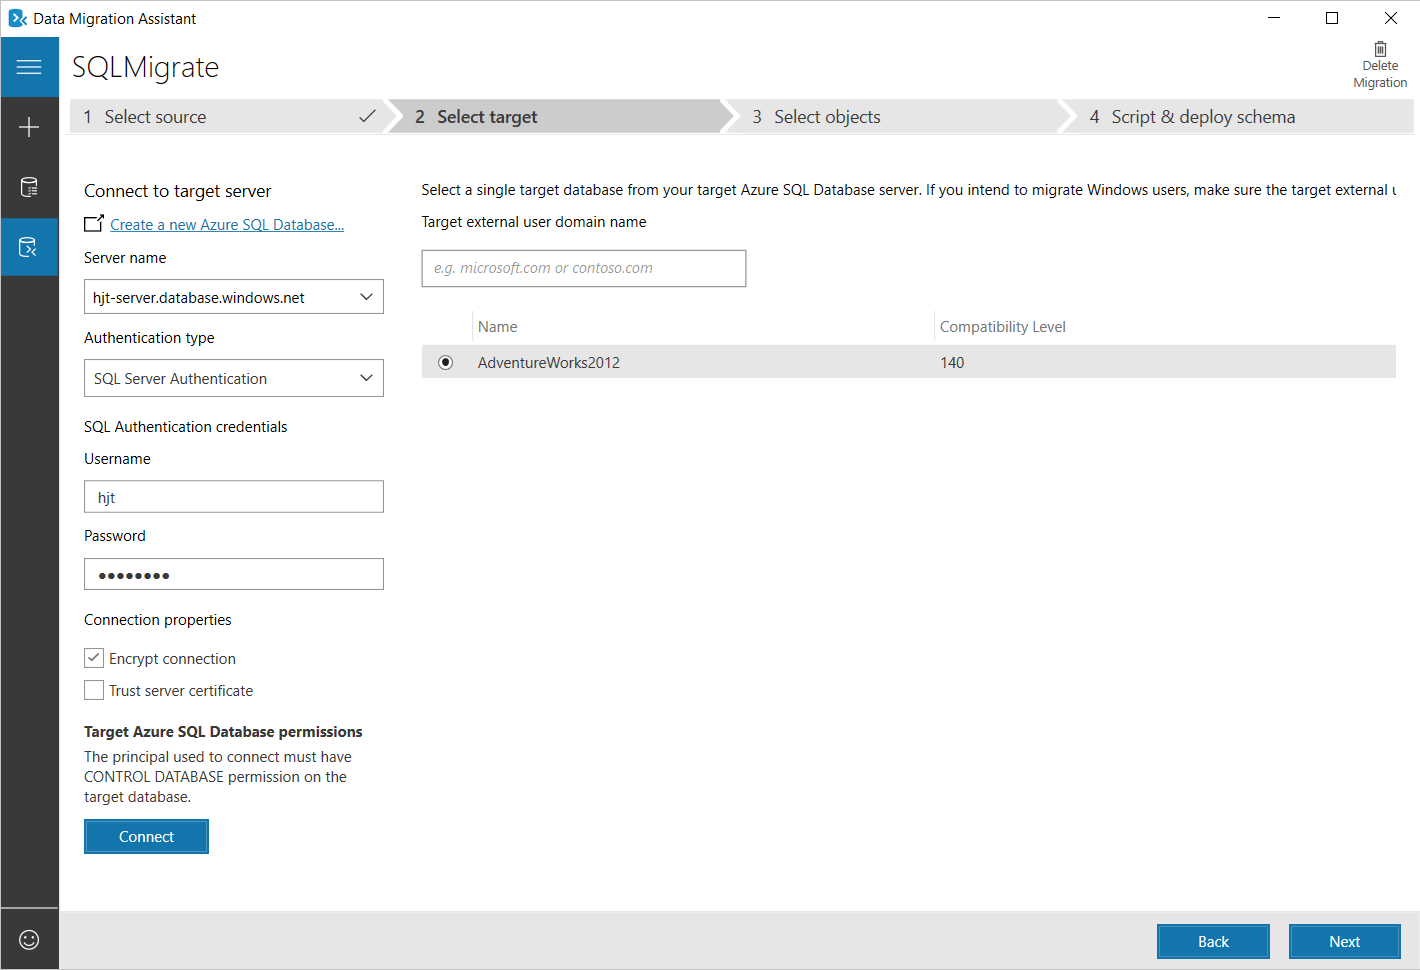 Data Migration Assistant
SQLMigrate
Delete
Migration
1 Select source
2 Select target
3 Select objects
4 Script & deploy schema
Connect to target server
Create a new Azure SQL Database...
Server name
hjt-server.database.windows.net
Authentication type
SQL Server Authentication
SQL Authentication credentials
Username
hjt
Password
●●●●●●●●
Connection properties
Encrypt connection
Trust server certificate
Target Azure SQL Database permissions
The principal used to connect must have
CONTROL DATABASE permission on the
target database.
Connect
Select a single target database from your target Azure SQL Database server. If you intend to migrate Windows users, make sure the target external
Target external user domain name
e.g. microsoft.com or contoso.com
Name Compatibility Level
AdventureWorks2012 140
Back Next